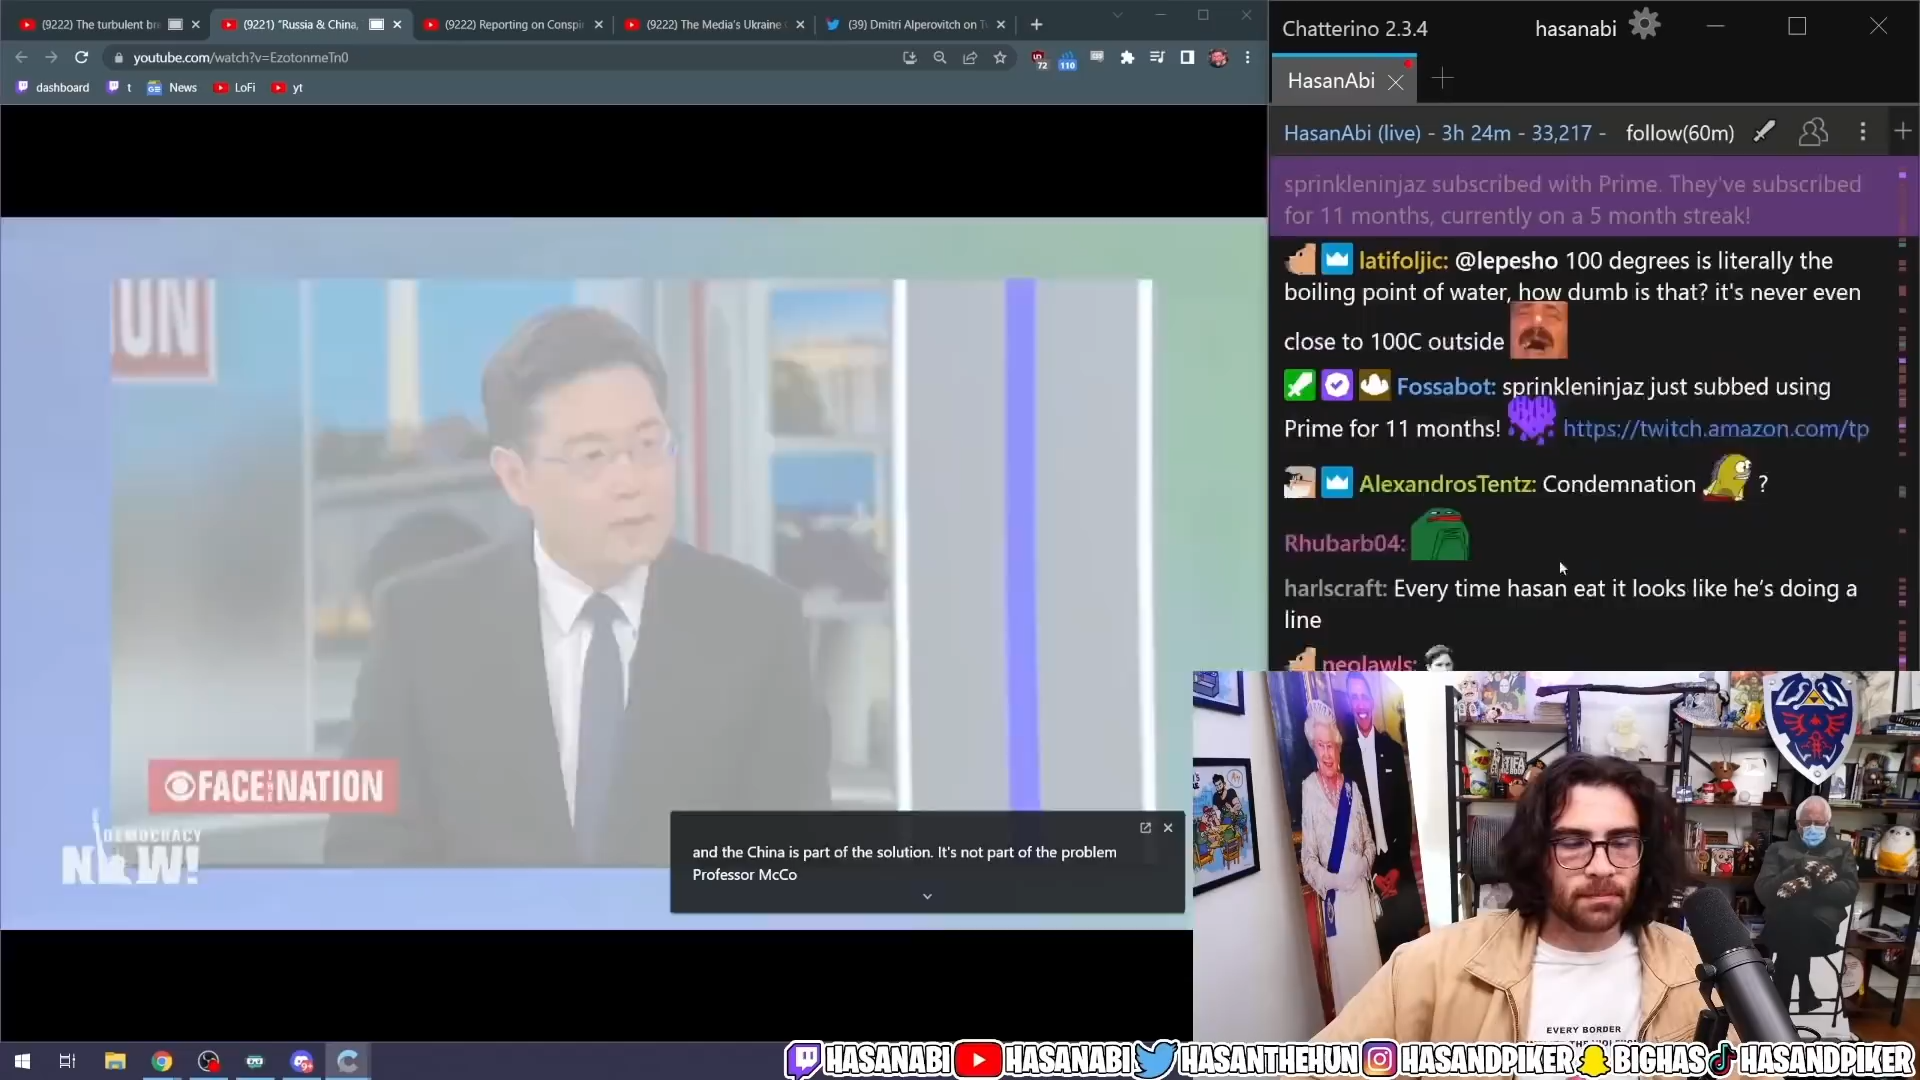 (9222) The turbulent bre
(9221) "Russia & China,
(9222) Reporting on Conspi
(9222) The Media's Ukraine
(39) Dmitri Alperovitch on T
youtube.com/watch?v=EzotonmeTn0
72
110
dashboard
t
News
LoFi
yt
UN
FACE THE NATION
DEMOCRACY
NOW!
and the China is part of the solution. It's not part of the problem
Professor McCo
Chatterino 2.3.4
hasanabi
HasanAbi
HasanAbi (live) - 3h 24m - 33,217 -
follow(60m)
sprinkleninjaz subscribed with Prime. They've subscribed
for 11 months, currently on a 5 month streak!
latifoljic: @lepesho 100 degrees is literally the
boiling point of water, how dumb is that? it's never even
close to 100C outside
Fossabot: sprinkleninjaz just subbed using
Prime for 11 months! https://twitch.amazon.com/tp
AlexandrosTentz: Condemnation ?
Rhubarb04:
harlscraft: Every time hasan eat it looks like he's doing a
line
neolawls:
EVERY BORDER
HASANABI
HASANABI
HASANTHEHUN
HASANDPIKER
BIGHAS
HASANDPIKER